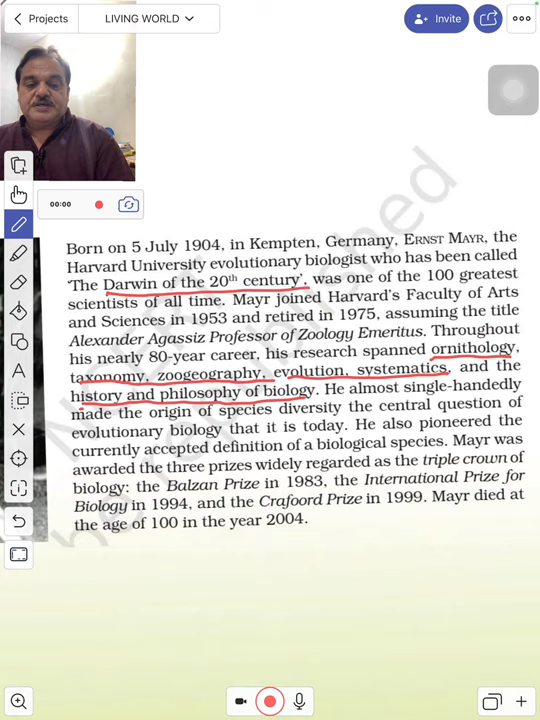 Projects
LIVING WORLD
Invite
00:00
Born on 5 July 1904, in Kempten, Germany, ERNST MAYR, the
Harvard University evolutionary biologist who has been called
'The Darwin of the 20th century', was one of the 100 greatest
scientists of all time. Mayr joined Harvard's Faculty of Arts
and Sciences in 1953 and retired in 1975, assuming the title
Alexander Agassiz Professor of Zoology Emeritus. Throughout
his nearly 80-year career, his research spanned ornithology,
taxonomy, zoogeography, evolution, systematics, and the
history and philosophy of biology. He almost single-handedly
made the origin of species diversity the central question of
evolutionary biology that it is today. He also pioneered the
currently accepted definition of a biological species. Mayr was
awarded the three prizes widely regarded as the triple crown of
biology: the Balzan Prize in 1983, the International Prize for
Biology in 1994, and the Crafoord Prize in 1999. Mayr died at
the age of 100 in the year 2004.
A